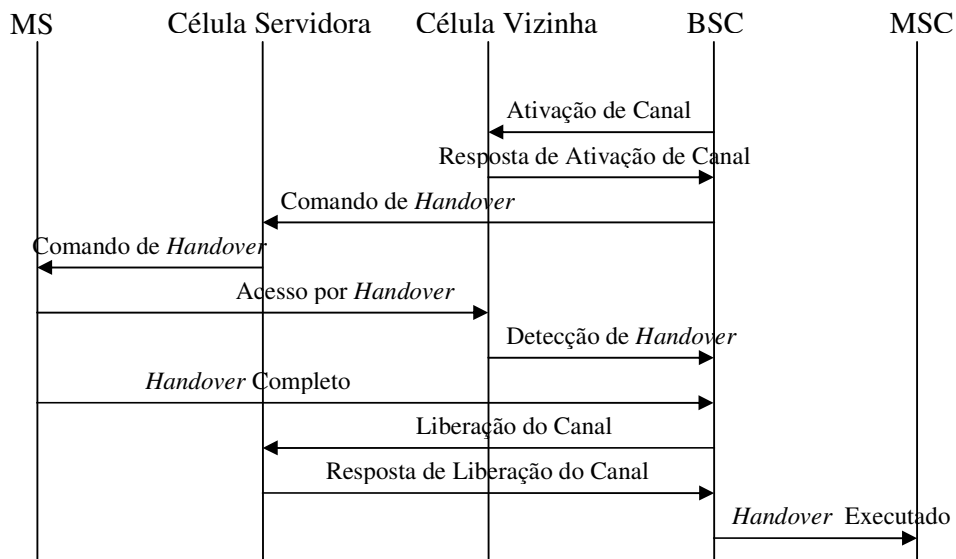 MS Célula Servidora Célula Vizinha BSC MSC
Ativação de Canal
Resposta de Ativação de Canal
Comando de Handover
Comando de Handover
Acesso por Handover
Detecção de Handover
Handover Completo
Liberação do Canal
Resposta de Liberação do Canal
Handover Executado